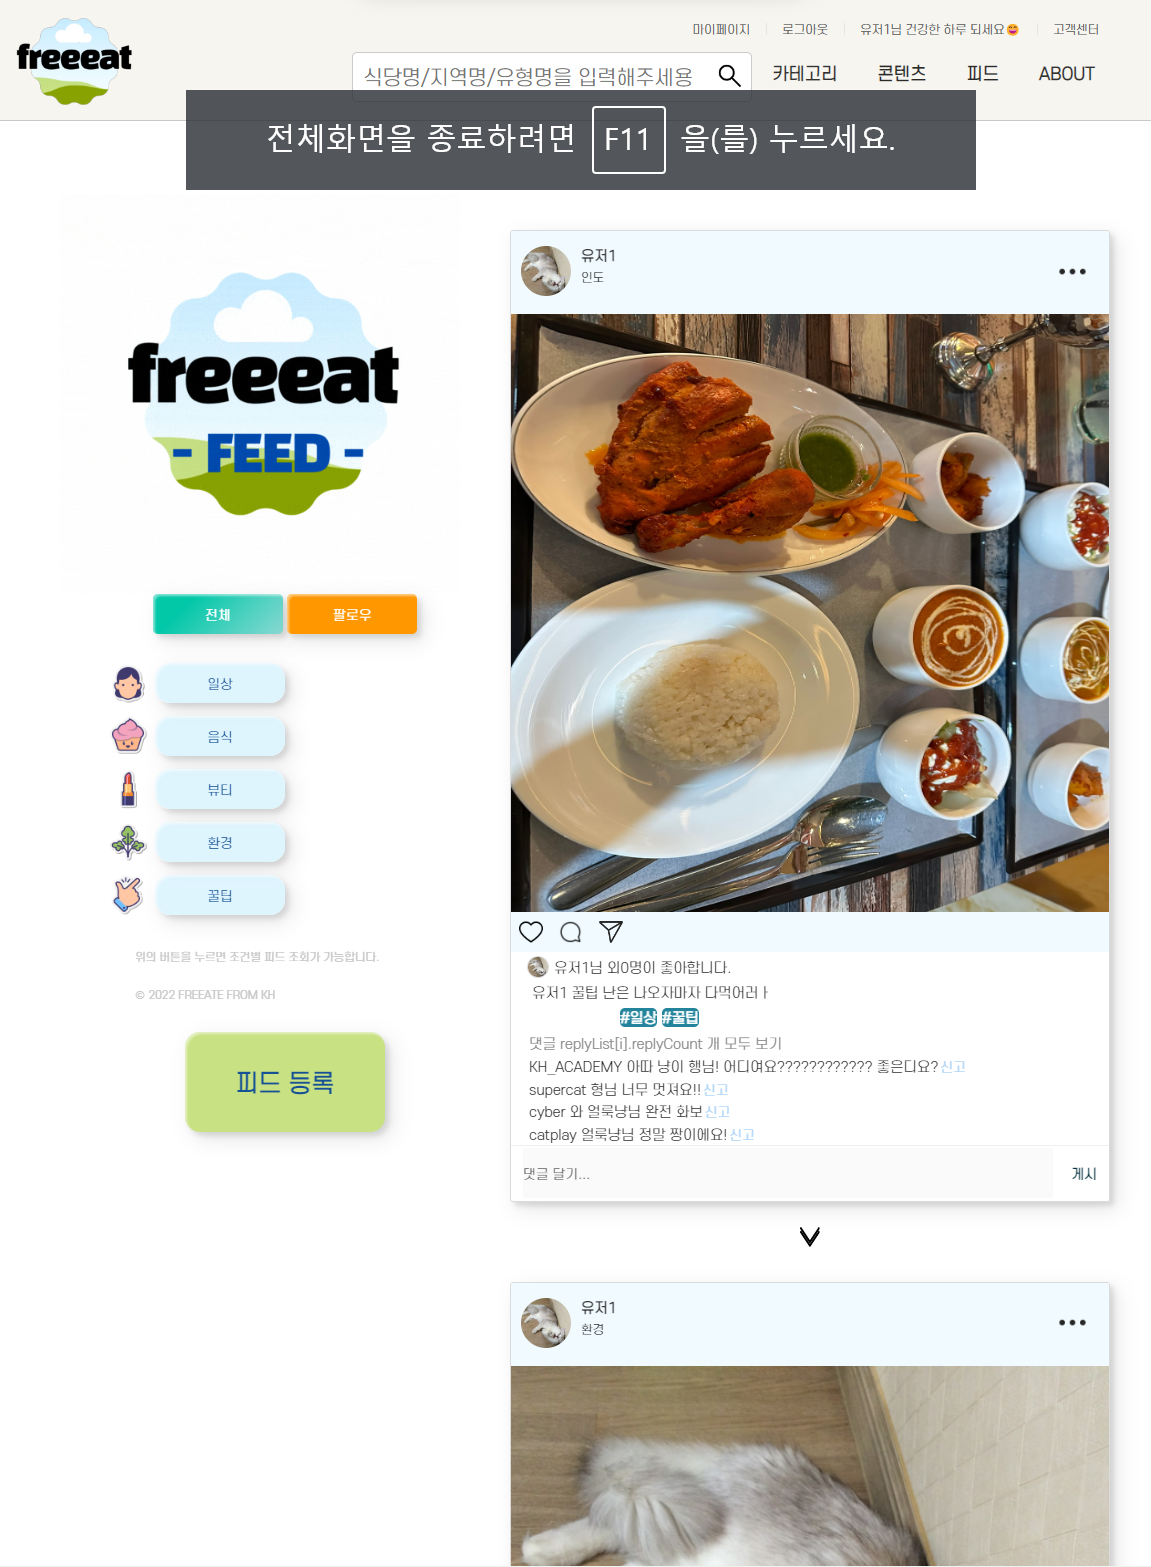 freeeat
마이페이지
로그아웃
유저1님 건강한 하루 되세요😄
고객센터
식당명/지역명/유형명을 입력해주세용
카테고리
콘텐츠
피드
ABOUT
전체화면을 종료하려면 F11 을(를) 누르세요.
freeeat
- FEED -
전체
팔로우
일상
음식
뷰티
환경
꿀팁
위의 버튼을 누르면 조건별 피드 조회가 가능합니다.
© 2022 FREEATE FROM KH
피드 등록
유저1
인도
유저1님 외0명이 좋아합니다.
유저1 꿀팁 난은 나오자마자 다먹어러ㅏ
#일상 #꿀팁
댓글 replyList[i].replyCount 개 모두 보기
KH_ACADEMY 아따 냥이 행님! 어디여요???????????? 좋은디요? 신고
supercat 형님 너무 멋져요!! 신고
cyber 와 얼룩냥님 완전 화보 신고
catplay 얼룩냥님 정말 짱이에요! 신고
댓글 달기...
게시
유저1
환경